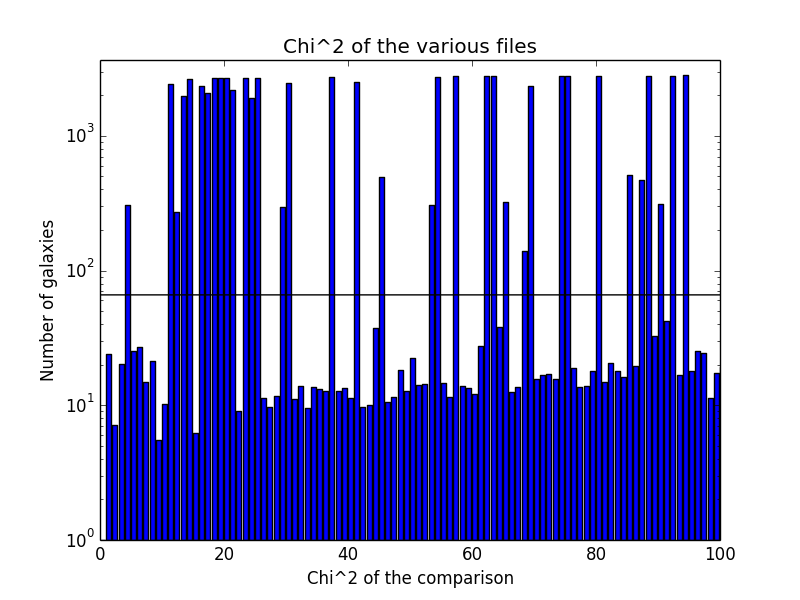 Chi^2 of the various files
Number of galaxies
10^3
10^2
10^1
10^0
0 20 40 60 80 100
Chi^2 of the comparison